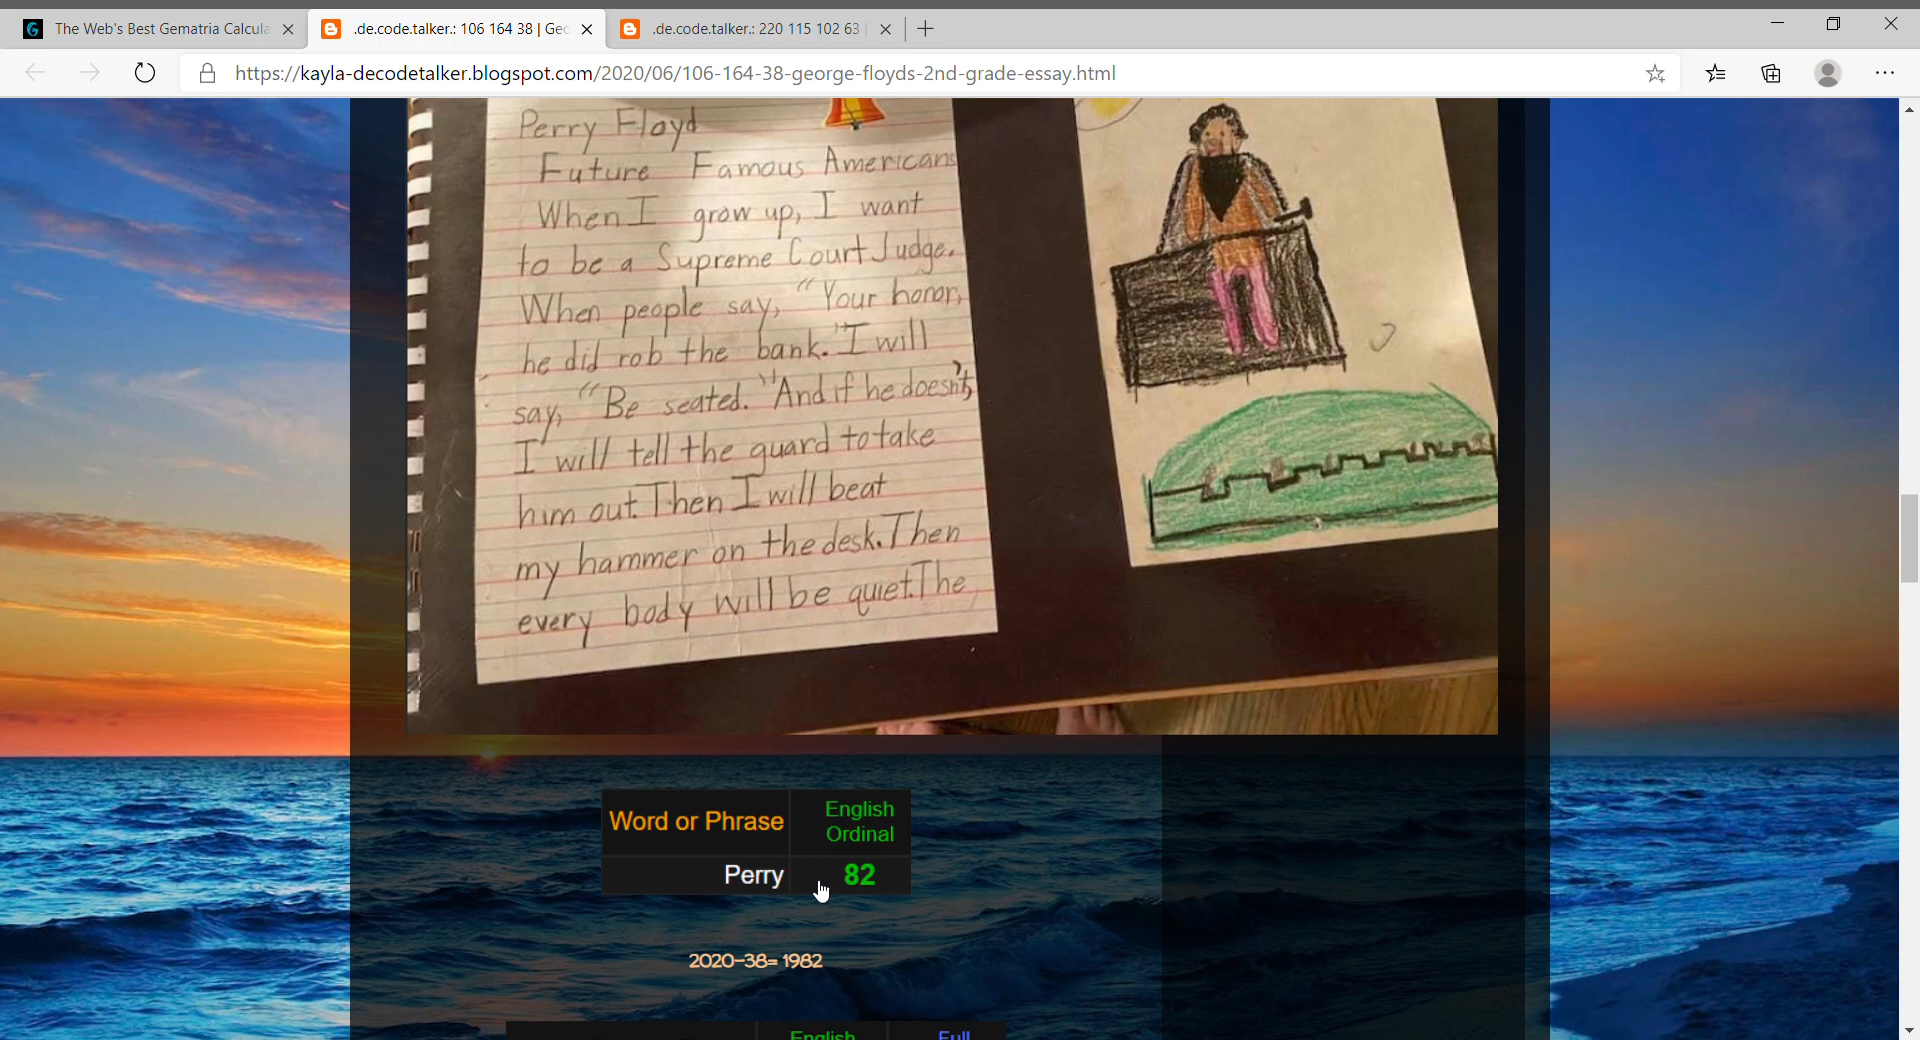 The Web's Best Gematria Calcula
.de.code.talker.: 106 164 38 | Geo
.de.code.talker.: 220 115 102 63 |
https://kayla-decodetalker.blogspot.com/2020/06/106-164-38-george-floyds-2nd-grade-essay.html
Perry Floyd
Future Famous Americans
When I grow up, I want
to be a Supreme Court Judge.
When people say, "Your honor,
he did rob the bank." I will
say, "Be seated." And if he doesn't,
I will tell the guard to take
him out. Then I will beat
my hammer on the desk. Then
every body will be quiet. The
Word or Phrase
English
Ordinal
Perry
82
2020-38= 1982
English
Full